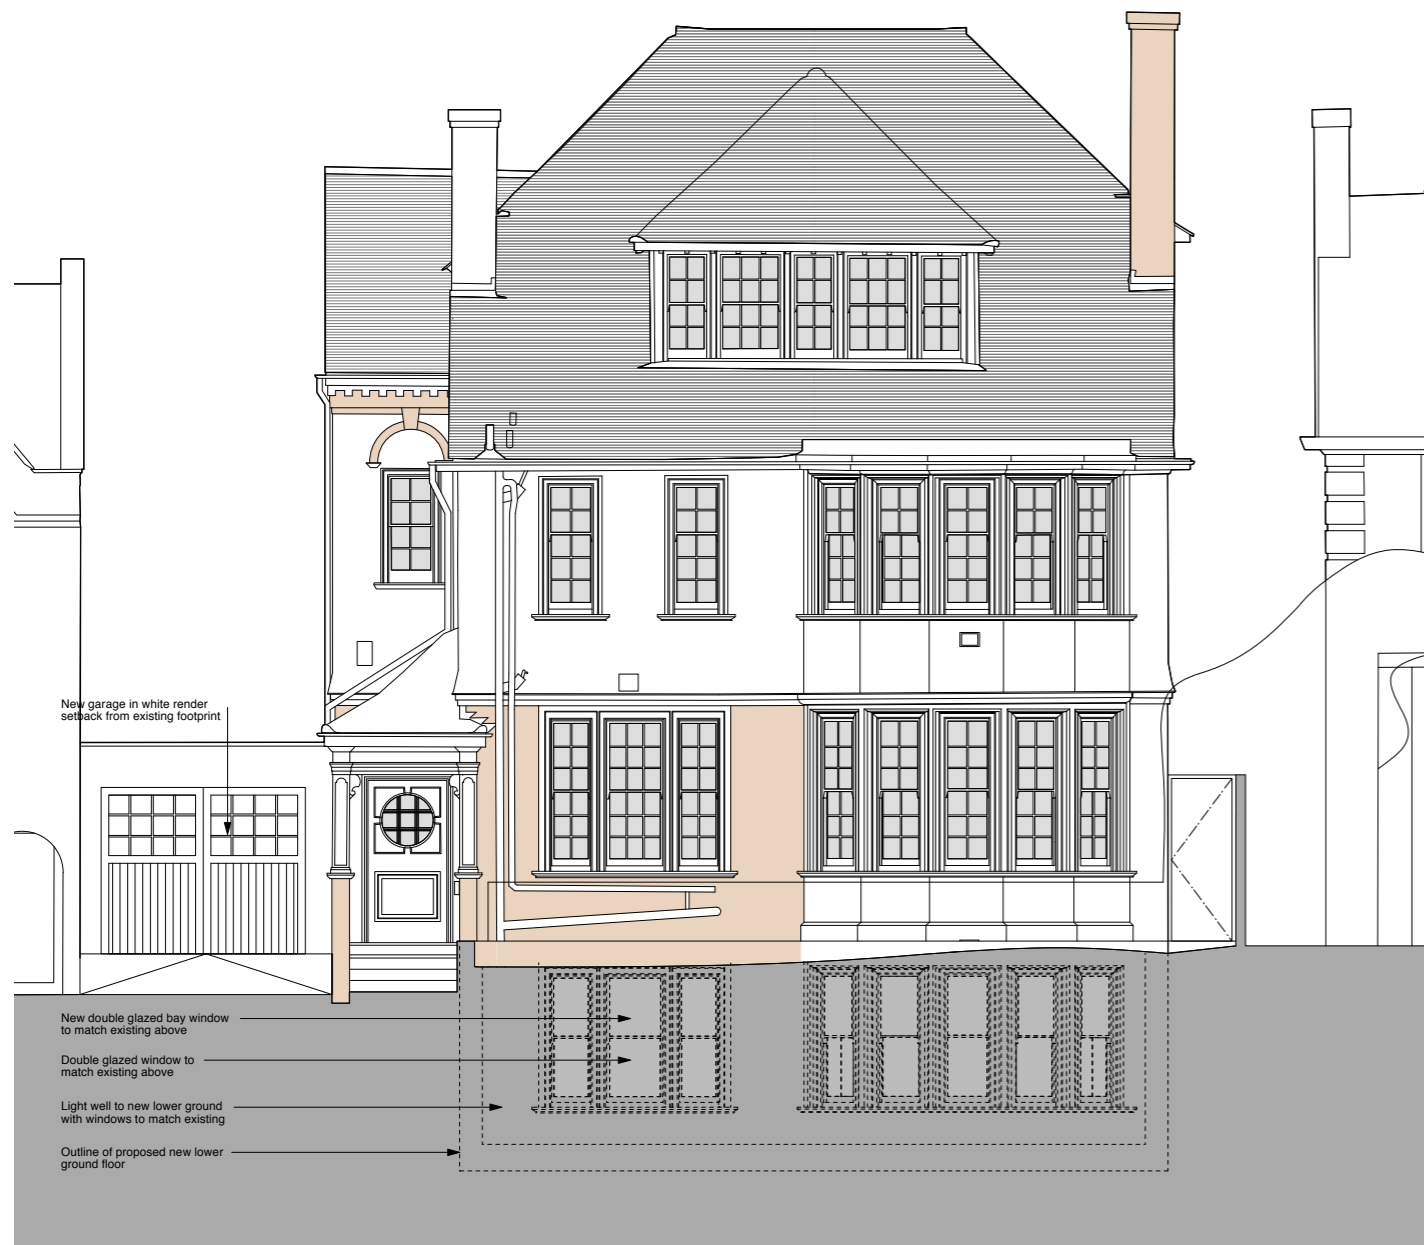 New garage in white render
setback from existing footprint
New double glazed bay window
to match existing above
Double glazed window to
match existing above
Light well to new lower ground
with windows to match existing
Outline of proposed new lower
ground floor